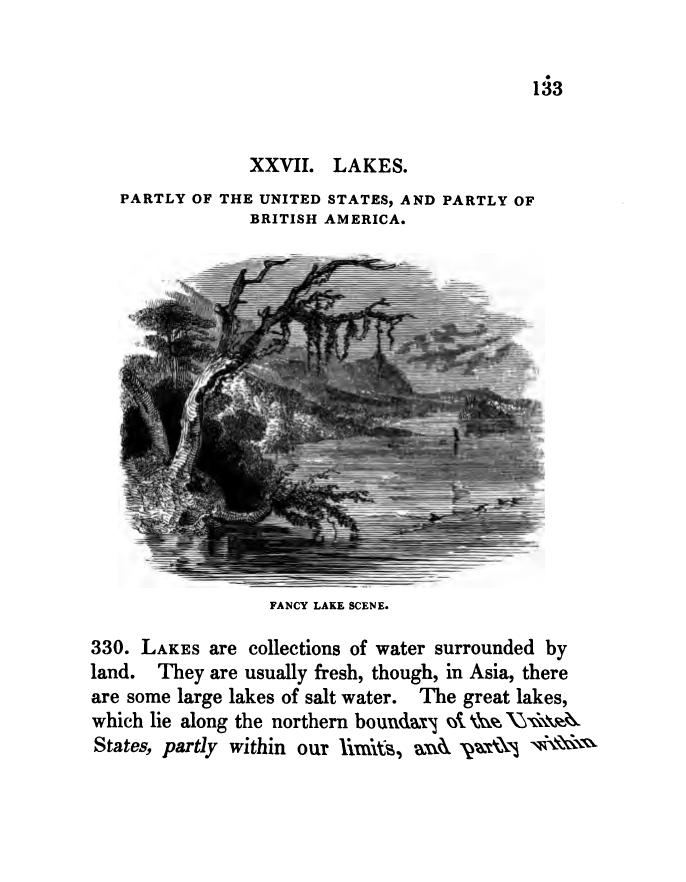 133
XXVII. LAKES.
PARTLY OF THE UNITED STATES, AND PARTLY OF
BRITISH AMERICA.
FANCY LAKE SCENE.
330. LAKES are collections of water surrounded by
land. They are usually fresh, though, in Asia, there
are some large lakes of salt water. The great lakes,
which lie along the northern boundary of the United
States, partly within our limits, and partly within